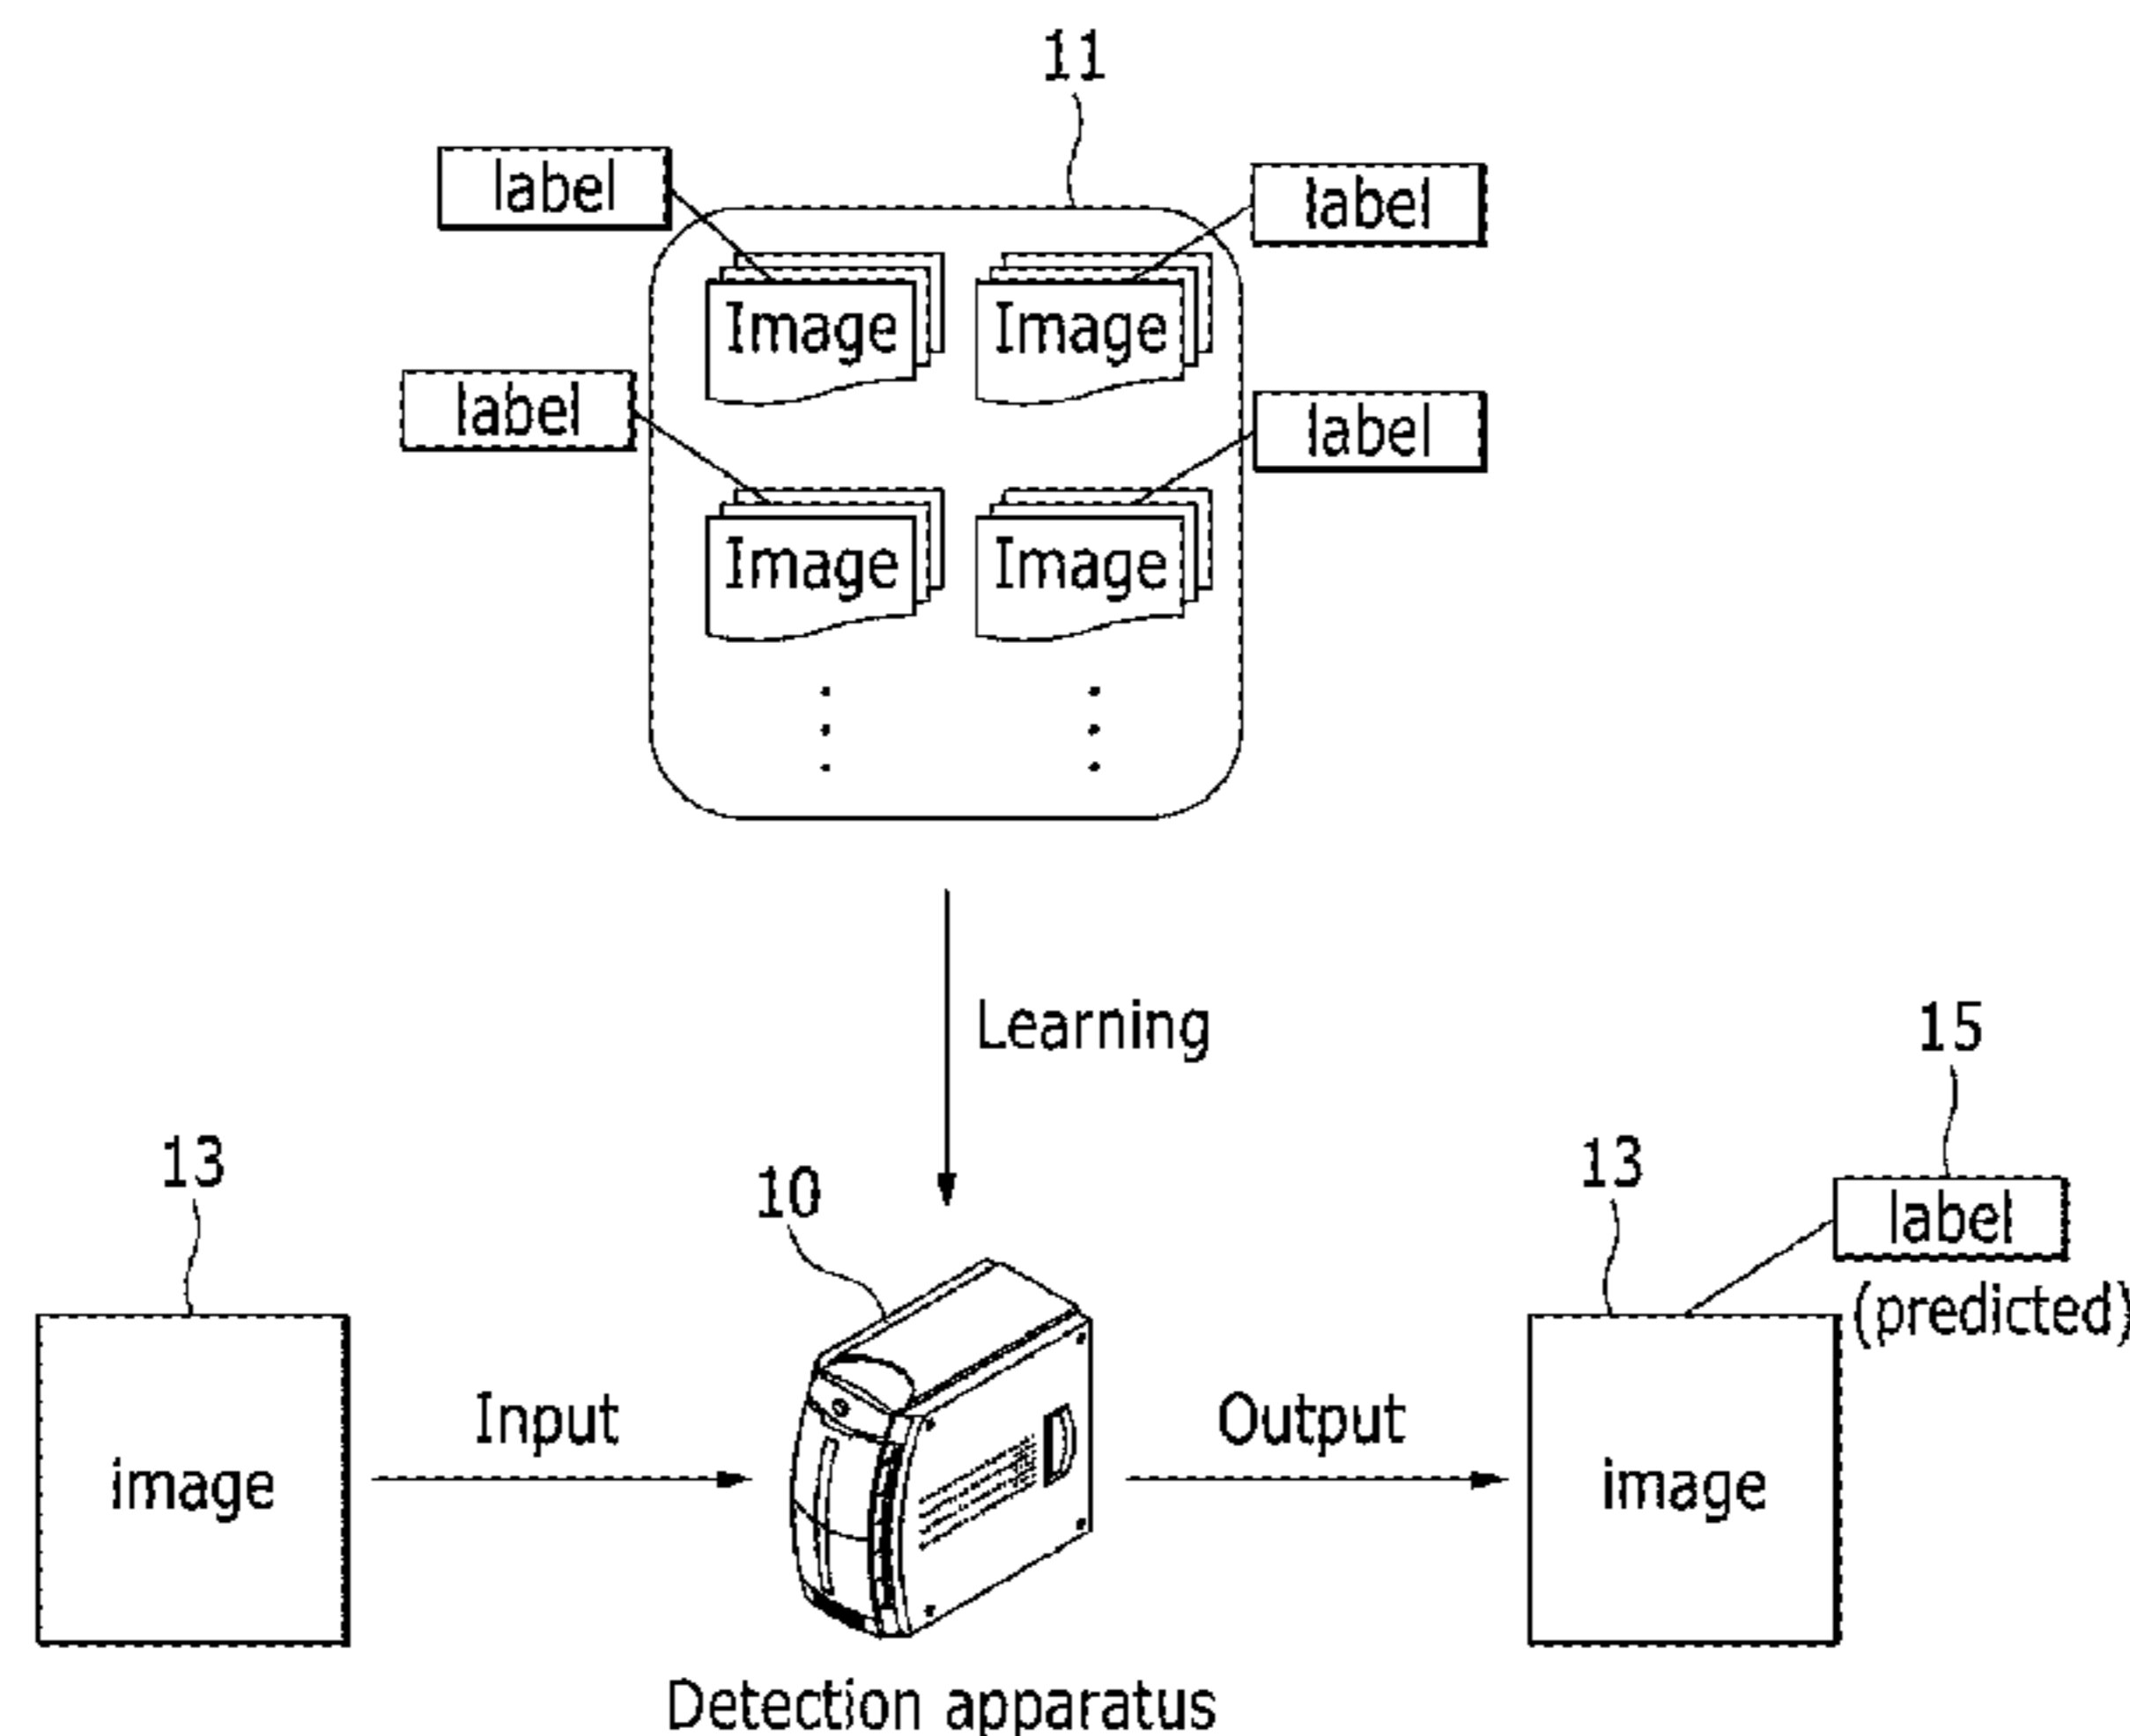 11
label
label
Image
Image
label
label
Image
Image
Learning
15
13
10
13
label
(predicted)
Input
Output
image
image
Detection apparatus